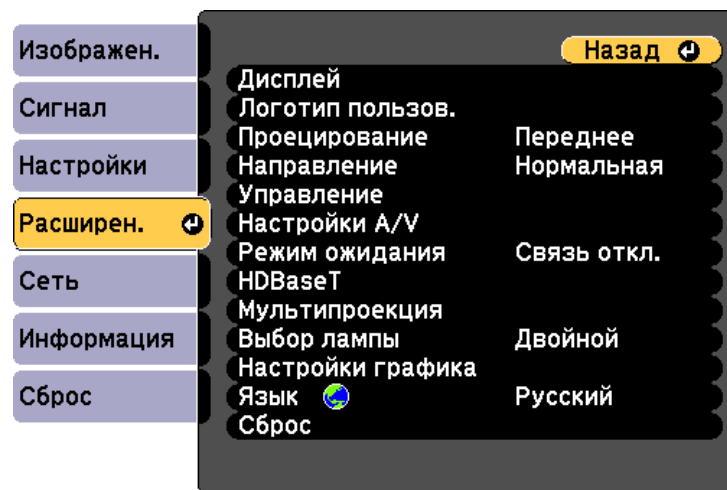 Изображен.
Сигнал
Настройки
Расширен.
Сеть
Информация
Сброс
Назад
Дисплей
Логотип пользов.
Проецирование Переднее
Направление Нормальная
Управление
Настройки A/V
Режим ожидания Связь откл.
HDBaseT
Мультипроекция
Выбор лампы Двойной
Настройки графика
Язык Русский
Сброс